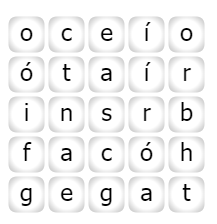 o c e í o
ó t a í r
i n s r b
f a c ó h
g e g a t